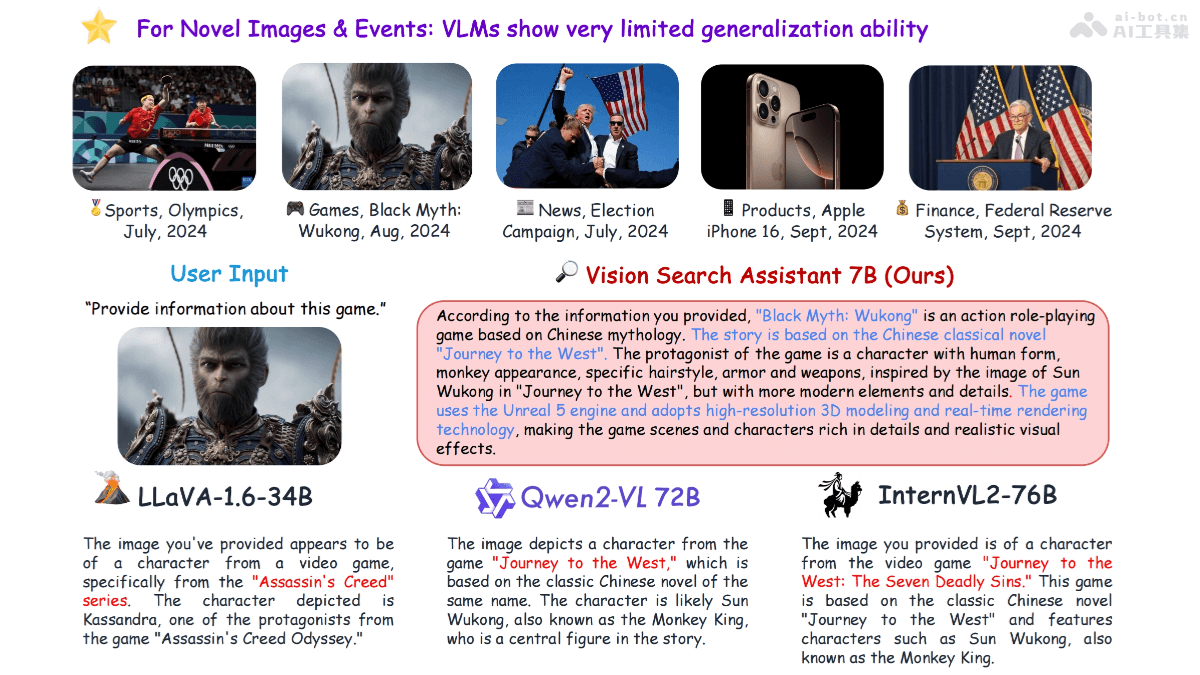 For Novel Images & Events: VLMs show very limited generalization ability
ai-bot.cn
AI工具集
Sports, Olympics,
July, 2024
Games, Black Myth:
Wukong, Aug, 2024
News, Election
Campaign, July, 2024
Products, Apple
iPhone 16, Sept, 2024
Finance, Federal Reserve
System, Sept, 2024
User Input
"Provide information about this game."
Vision Search Assistant 7B (Ours)
According to the information you provided, "Black Myth: Wukong" is an action role-playing
game based on Chinese mythology. The story is based on the Chinese classical novel
"Journey to the West". The protagonist of the game is a character with human form,
monkey appearance, specific hairstyle, armor and weapons, inspired by the image of Sun
Wukong in "Journey to the West", but with more modern elements and details. The game
uses the Unreal 5 engine and adopts high-resolution 3D modeling and real-time rendering
technology, making the game scenes and characters rich in details and realistic visual
effects.
LLaVA-1.6-34B
The image you've provided appears to be
of a character from a video game,
specifically from the "Assassin's Creed"
series. The character depicted is
Kassandra, one of the protagonists from
the game "Assassin's Creed Odyssey."
Qwen2-VL 72B
The image depicts a character from the
game "Journey to the West," which is
based on the classic Chinese novel of the
same name. The character is likely Sun
Wukong, also known as the Monkey King,
who is a central figure in the story.
InternVL2-76B
The image you provided is of a character
from the video game "Journey to the
West: The Seven Deadly Sins." This game
is based on the classic Chinese novel
"Journey to the West" and features
characters such as Sun Wukong, also
known as the Monkey King.